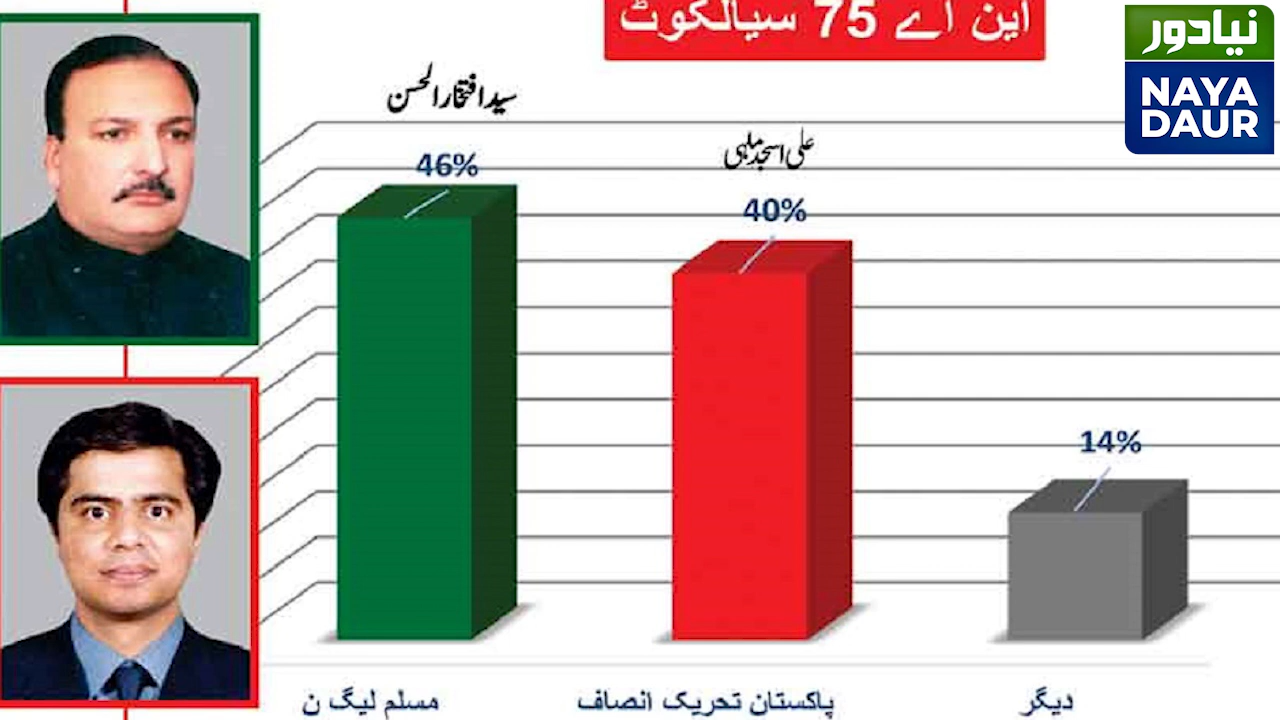 این اے 75 سیالکوٹ
نیادور
NAYA
DAUR
سید افتخار الحسن
46%
علی اسجد ملہی
40%
14%
مسلم لیگ ن
پاکستان تحریک انصاف
دیگر